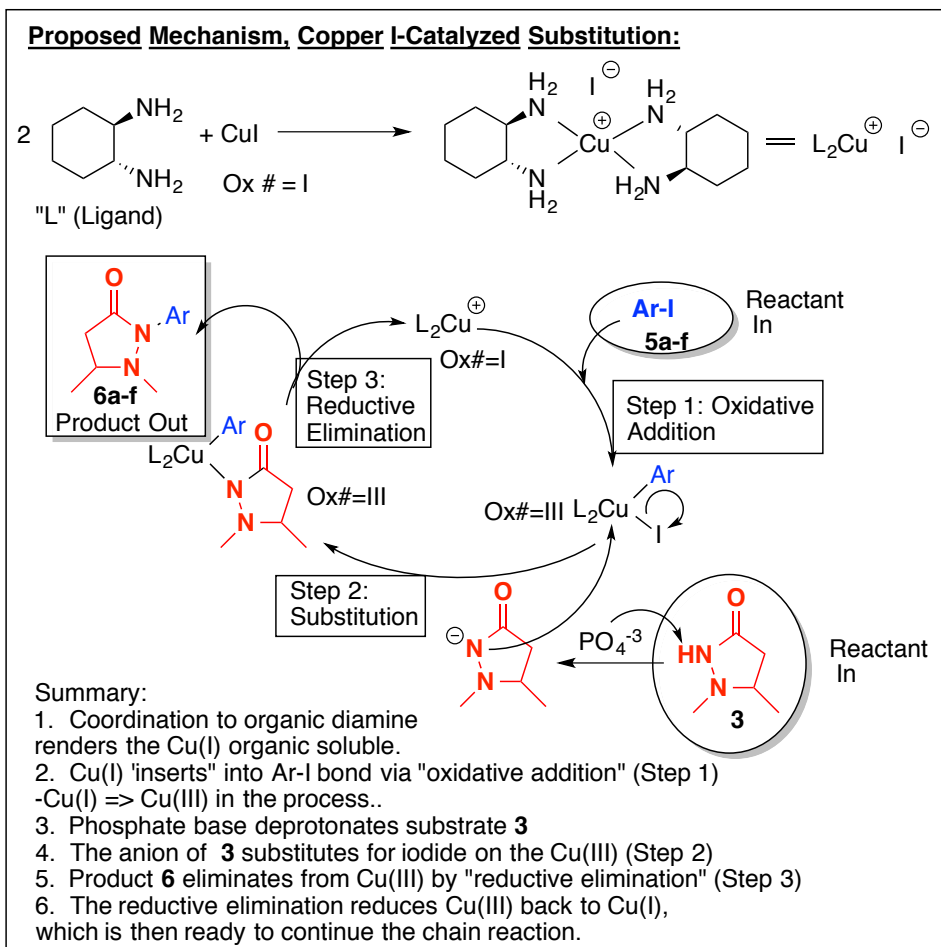 Proposed Mechanism, Copper I-Catalyzed Substitution:
2
NH2
NH2
+ CuI
Ox # = I
"L" (Ligand)
H2
N
N
H2
Cu
⊕
I ⊖
H2
N
H2N
=
L2Cu ⊕ I ⊖
O
N
Ar
N
6a-f
Product Out
L2Cu ⊕
Ox#=I
Ar-I
5a-f
Reactant
In
Step 3:
Reductive
Elimination
Step 1: Oxidative
Addition
Ar
L2Cu
O
N
N
Ox#=III
Ox#=III
Ar
L2Cu
I
Step 2:
Substitution
O
⊖
N
N
PO4-3
O
HN
N
3
Reactant
In
Summary:
1. Coordination to organic diamine
renders the Cu(I) organic soluble.
2. Cu(I) 'inserts" into Ar-I bond via "oxidative addition" (Step 1)
-Cu(I) => Cu(III) in the process..
3. Phosphate base deprotonates substrate 3
4. The anion of 3 substitutes for iodide on the Cu(III) (Step 2)
5. Product 6 eliminates from Cu(III) by "reductive elimination" (Step 3)
6. The reductive elimination reduces Cu(III) back to Cu(I),
which is then ready to continue the chain reaction.